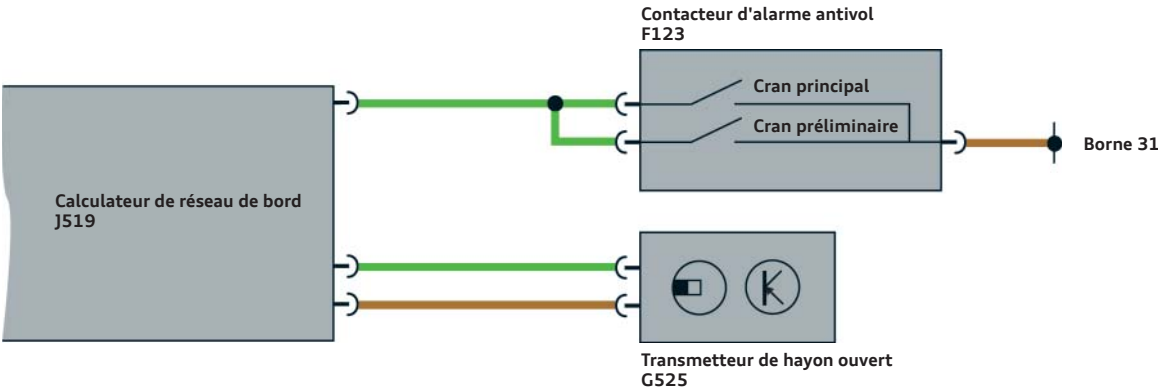 Contacteur d'alarme antivol
F123
Cran principal
Cran préliminaire
Borne 31
Calculateur de réseau de bord
J519
Transmetteur de hayon ouvert
G525